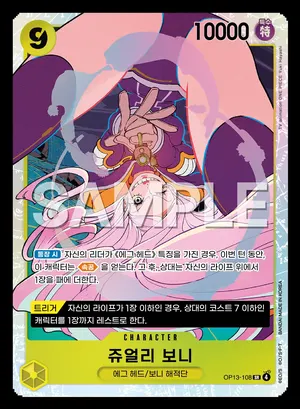 9
10000
특수
特
SAMPLE
등장 시 자신의 리더가 《에그 헤드》 특징을 가진 경우, 이번 턴 동안,
이 캐릭터는 속공 을 얻는다. 그 후, 상대는 자신의 라이프 위에서
1장을 패에 더한다.
트리거 자신의 라이프가 1장 이하인 경우, 상대의 코스트 7 이하인
캐릭터를 1장까지 레스트로 한다.
CHARACTER
쥬얼리 보니
에그 헤드/보니 해적단
OP13-108 SR